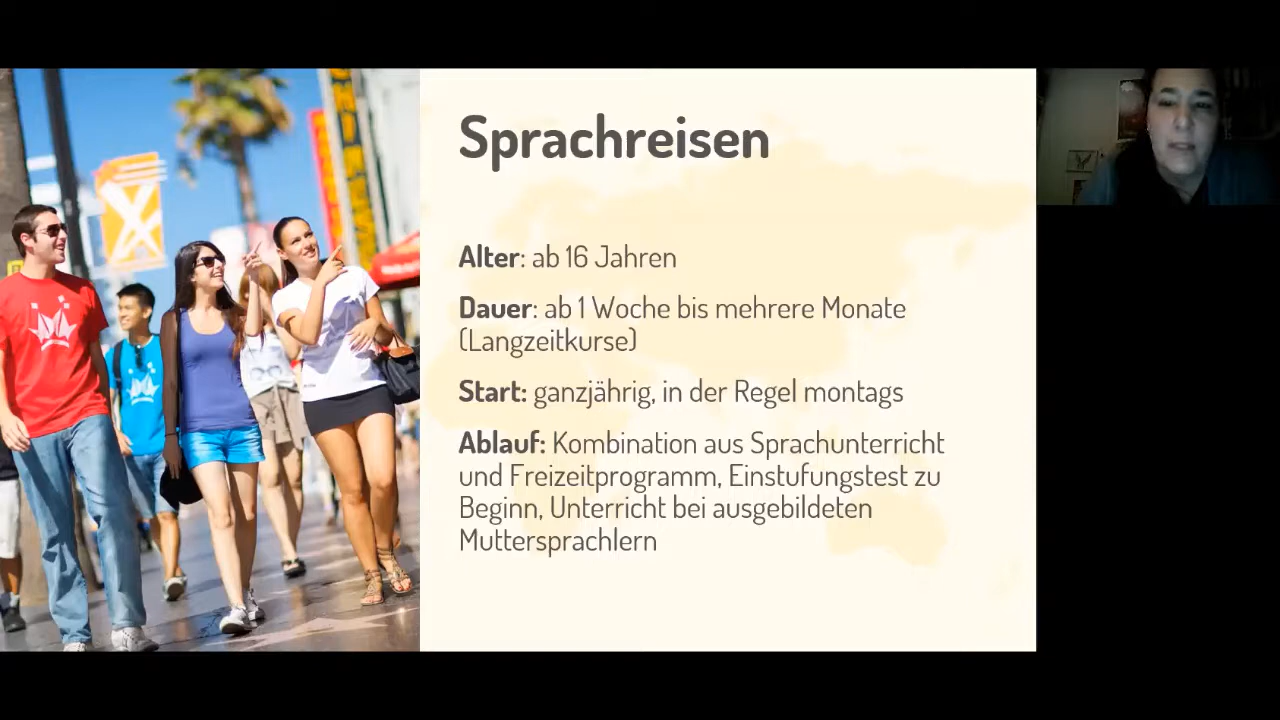 Sprachreisen
Alter: ab 16 Jahren
Dauer: ab 1 Woche bis mehrere Monate
(Langzeitkurse)
Start: ganzjährig, in der Regel montags
Ablauf: Kombination aus Sprachunterricht
und Freizeitprogramm, Einstufungstest zu
Beginn, Unterricht bei ausgebildeten
Muttersprachlern